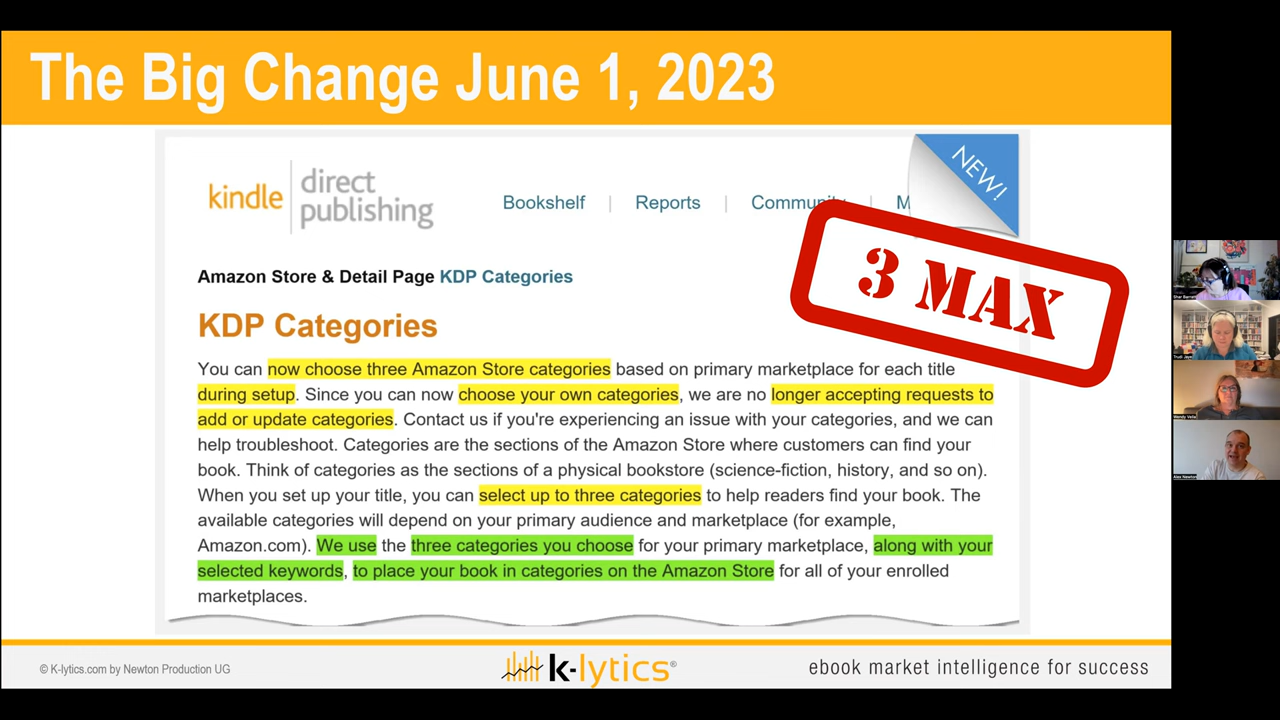 The Big Change June 1, 2023
NEW!
kindle direct publishing
Bookshelf | Reports | Community | M
3 MAX
Amazon Store & Detail Page KDP Categories
KDP Categories
You can now choose three Amazon Store categories based on primary marketplace for each title
during setup. Since you can now choose your own categories, we are no longer accepting requests to
add or update categories. Contact us if you're experiencing an issue with your categories, and we can
help troubleshoot. Categories are the sections of the Amazon Store where customers can find your
book. Think of categories as the sections of a physical bookstore (science-fiction, history, and so on).
When you set up your title, you can select up to three categories to help readers find your book. The
available categories will depend on your primary audience and marketplace (for example,
Amazon.com). We use the three categories you choose for your primary marketplace, along with your
selected keywords, to place your book in categories on the Amazon Store for all of your enrolled
marketplaces.
© K-lytics.com by Newton Production UG
k-lytics®
ebook market intelligence for success
Wendy Velle
Alex Newton